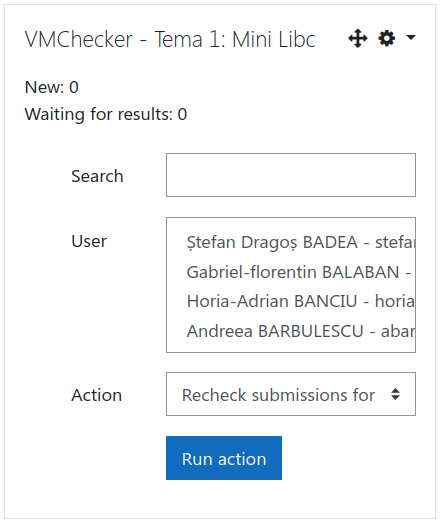 VMChecker - Tema 1: Mini Libc
New: 0
Waiting for results: 0
Search
User
Ștefan Dragoș BADEA - stefa
Gabriel-florentin BALABAN -
Horia-Adrian BANCIU - horia
Andreea BARBULESCU - abar
Action
Recheck submissions for
Run action